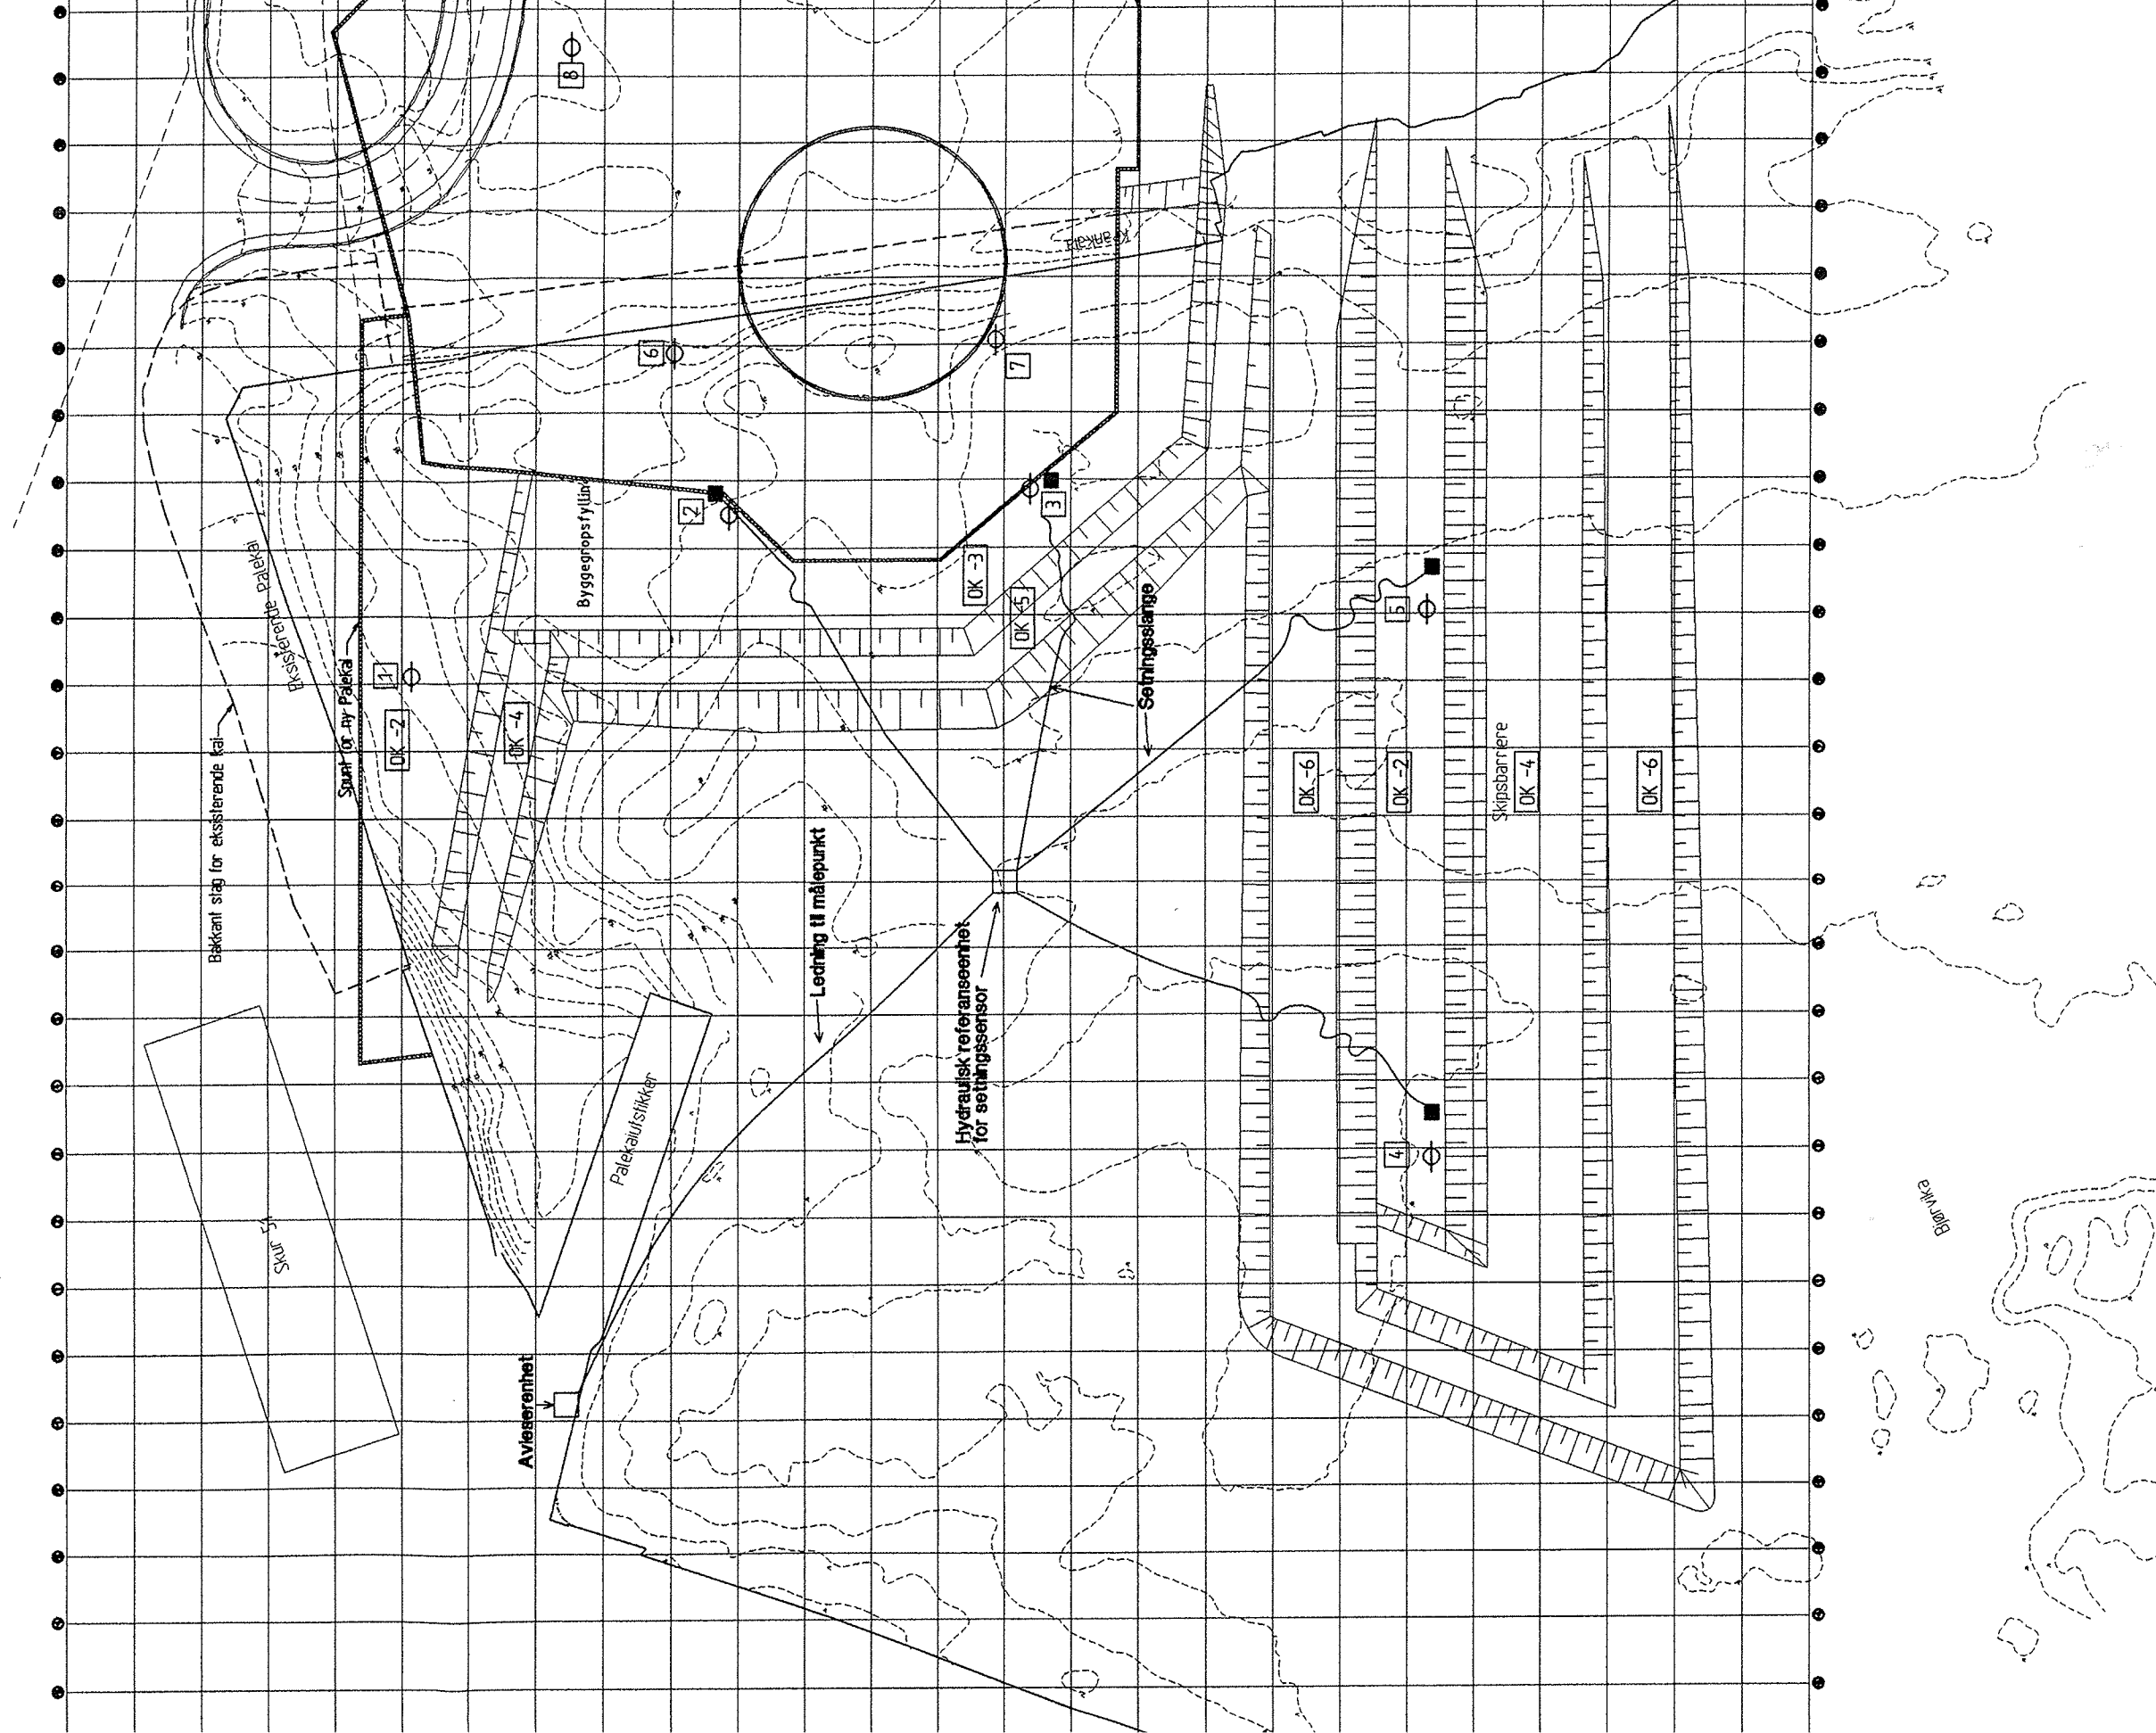 8
Krankai
6
7
2
3
Byggegropsfylling
OK -3
OK -5
Eksisterende Palekai
Spunt for ny Palekai
1
OK -2
OK -4
Setningsslange
5
Bakkant stag for eksisterende kai
OK -6
OK -2
Skipsbarriere
OK -4
OK -6
Ledning til målepunkt
Hydraulisk referanseenhet
for setningssensor
Palekaiutstikker
4
Skur 51
Bjørvika
Avleserenhet